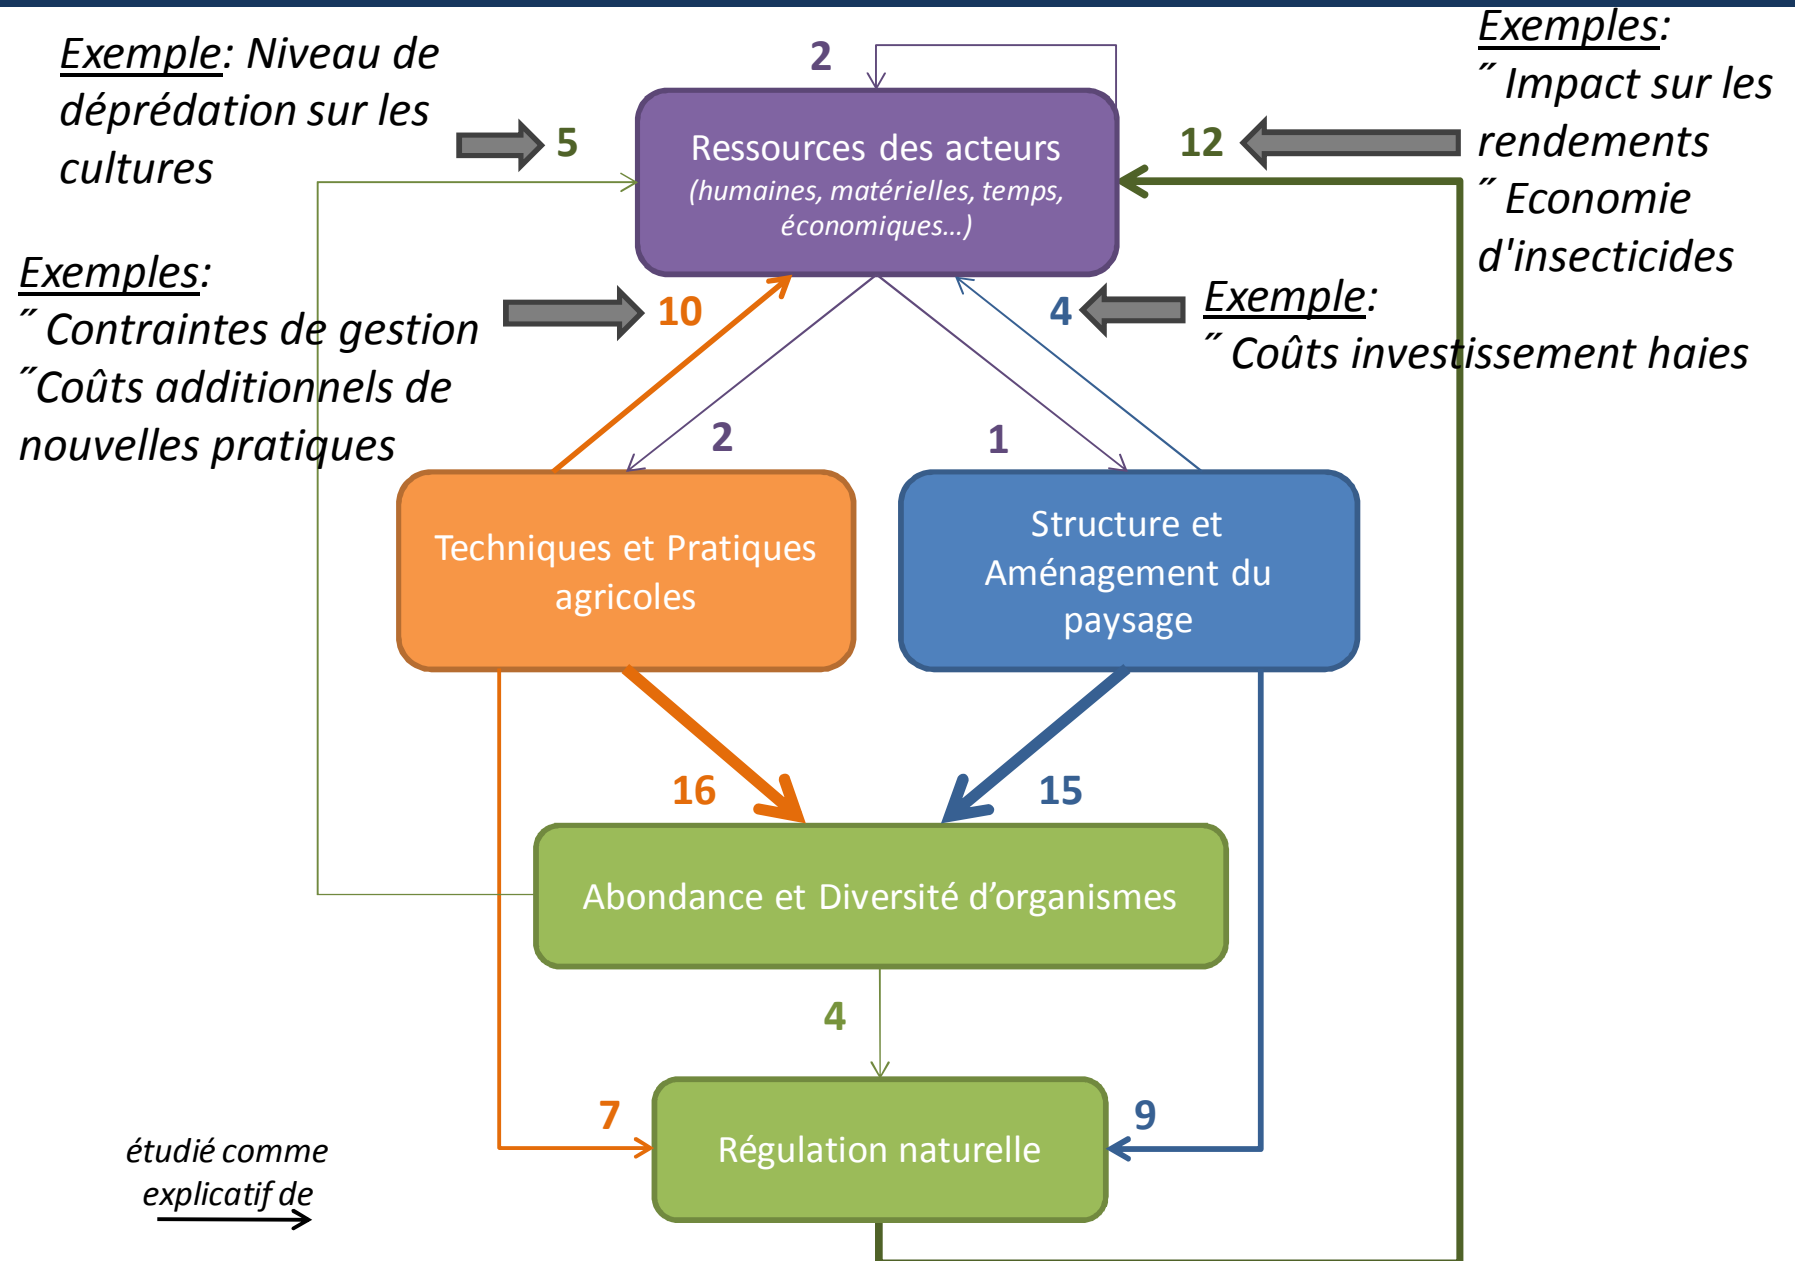 Exemple: Niveau de
déprédation sur les
cultures
2
Exemples:
˝ Impact sur les
rendements
˝ Economie
d'insecticides
5
12
Ressources des acteurs
(humaines, matérielles, temps,
économiques…)
Exemples:
˝ Contraintes de gestion
˝Coûts additionnels de
nouvelles pratiques
10
4
Exemple:
˝ Coûts investissement haies
2
1
Techniques et Pratiques
agricoles
Structure et
Aménagement du
paysage
16
15
Abondance et Diversité d’organismes
4
7
9
Régulation naturelle
étudié comme
explicatif de